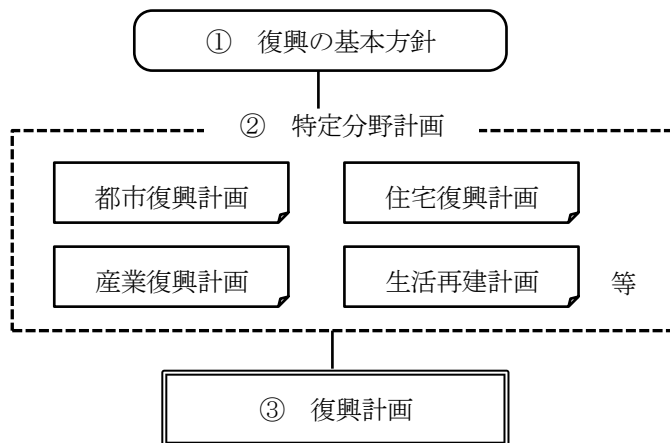 ① 復興の基本方針
② 特定分野計画
都市復興計画 住宅復興計画
産業復興計画 生活再建計画 等
③ 復興計画